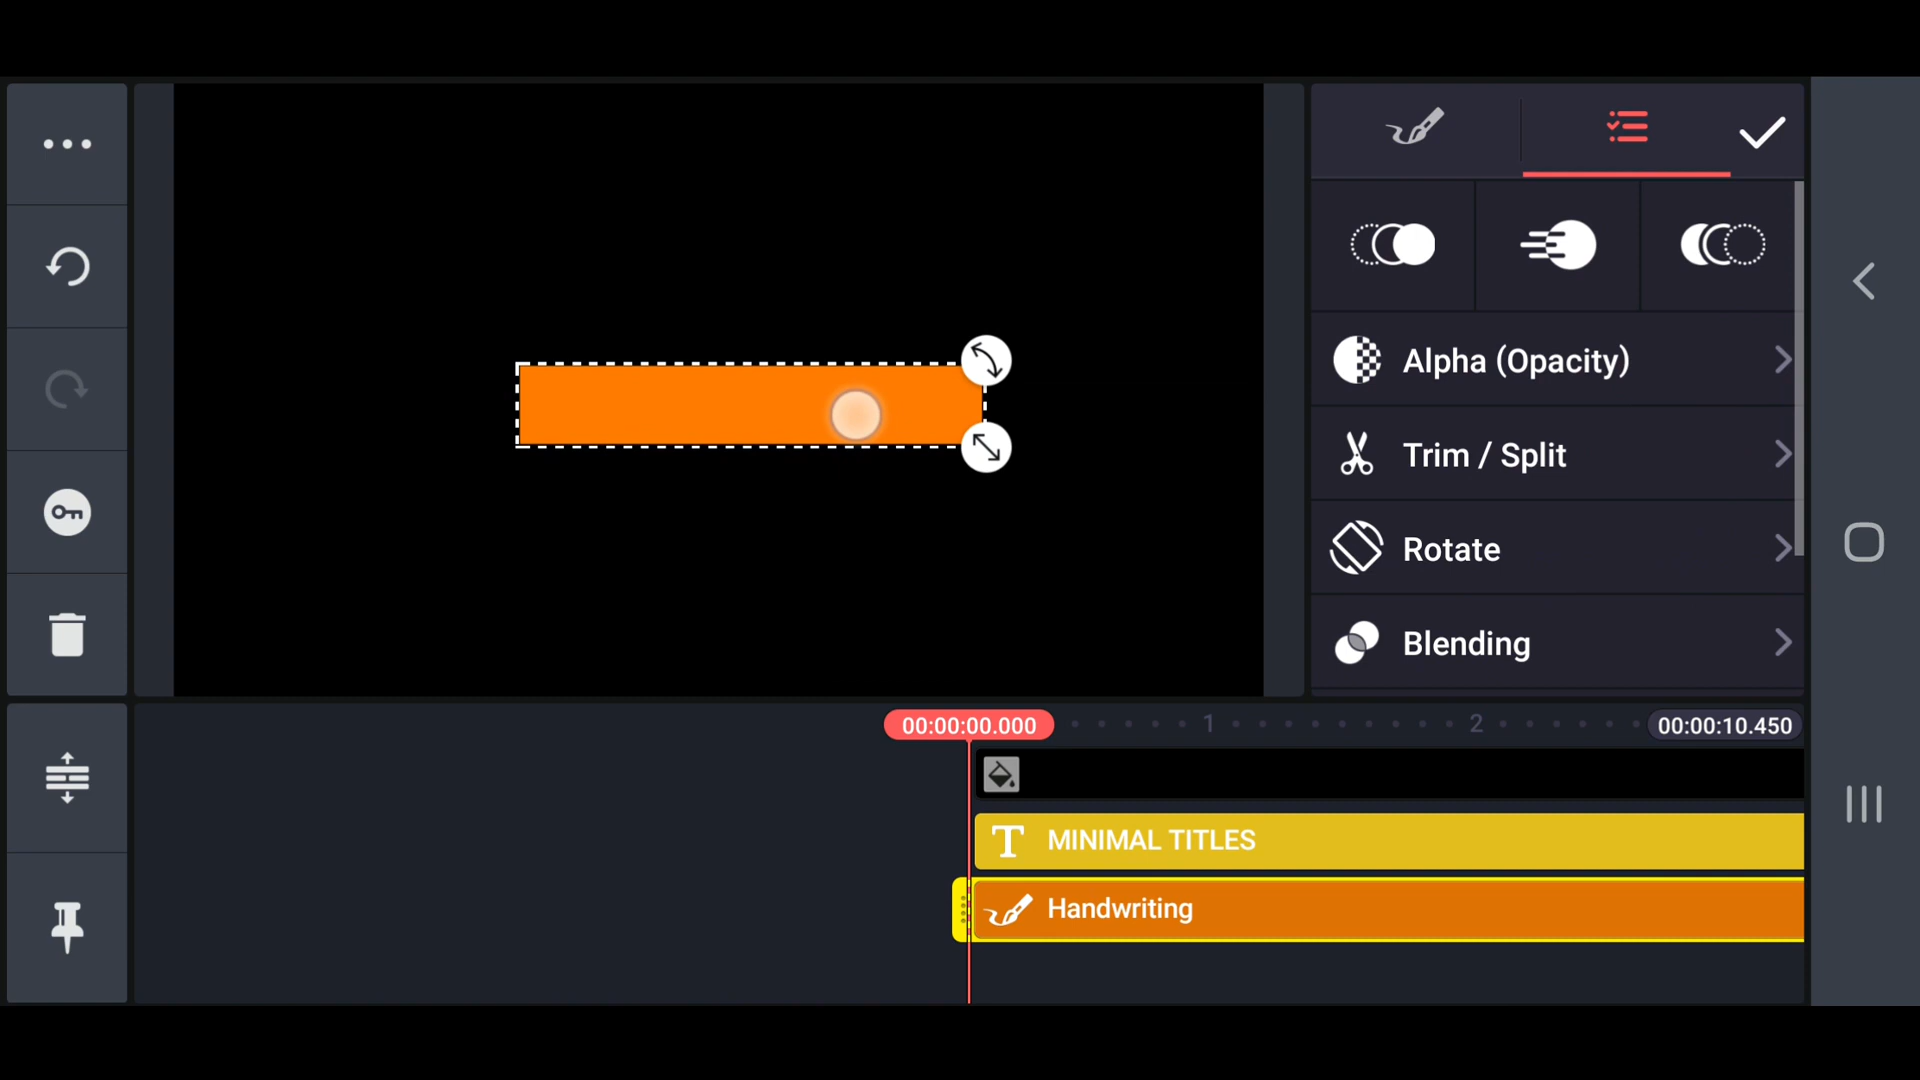 Alpha (Opacity)
Trim / Split
Rotate
Blending
00:00:00.000 1 2 00:00:10.450
T MINIMAL TITLES
Handwriting